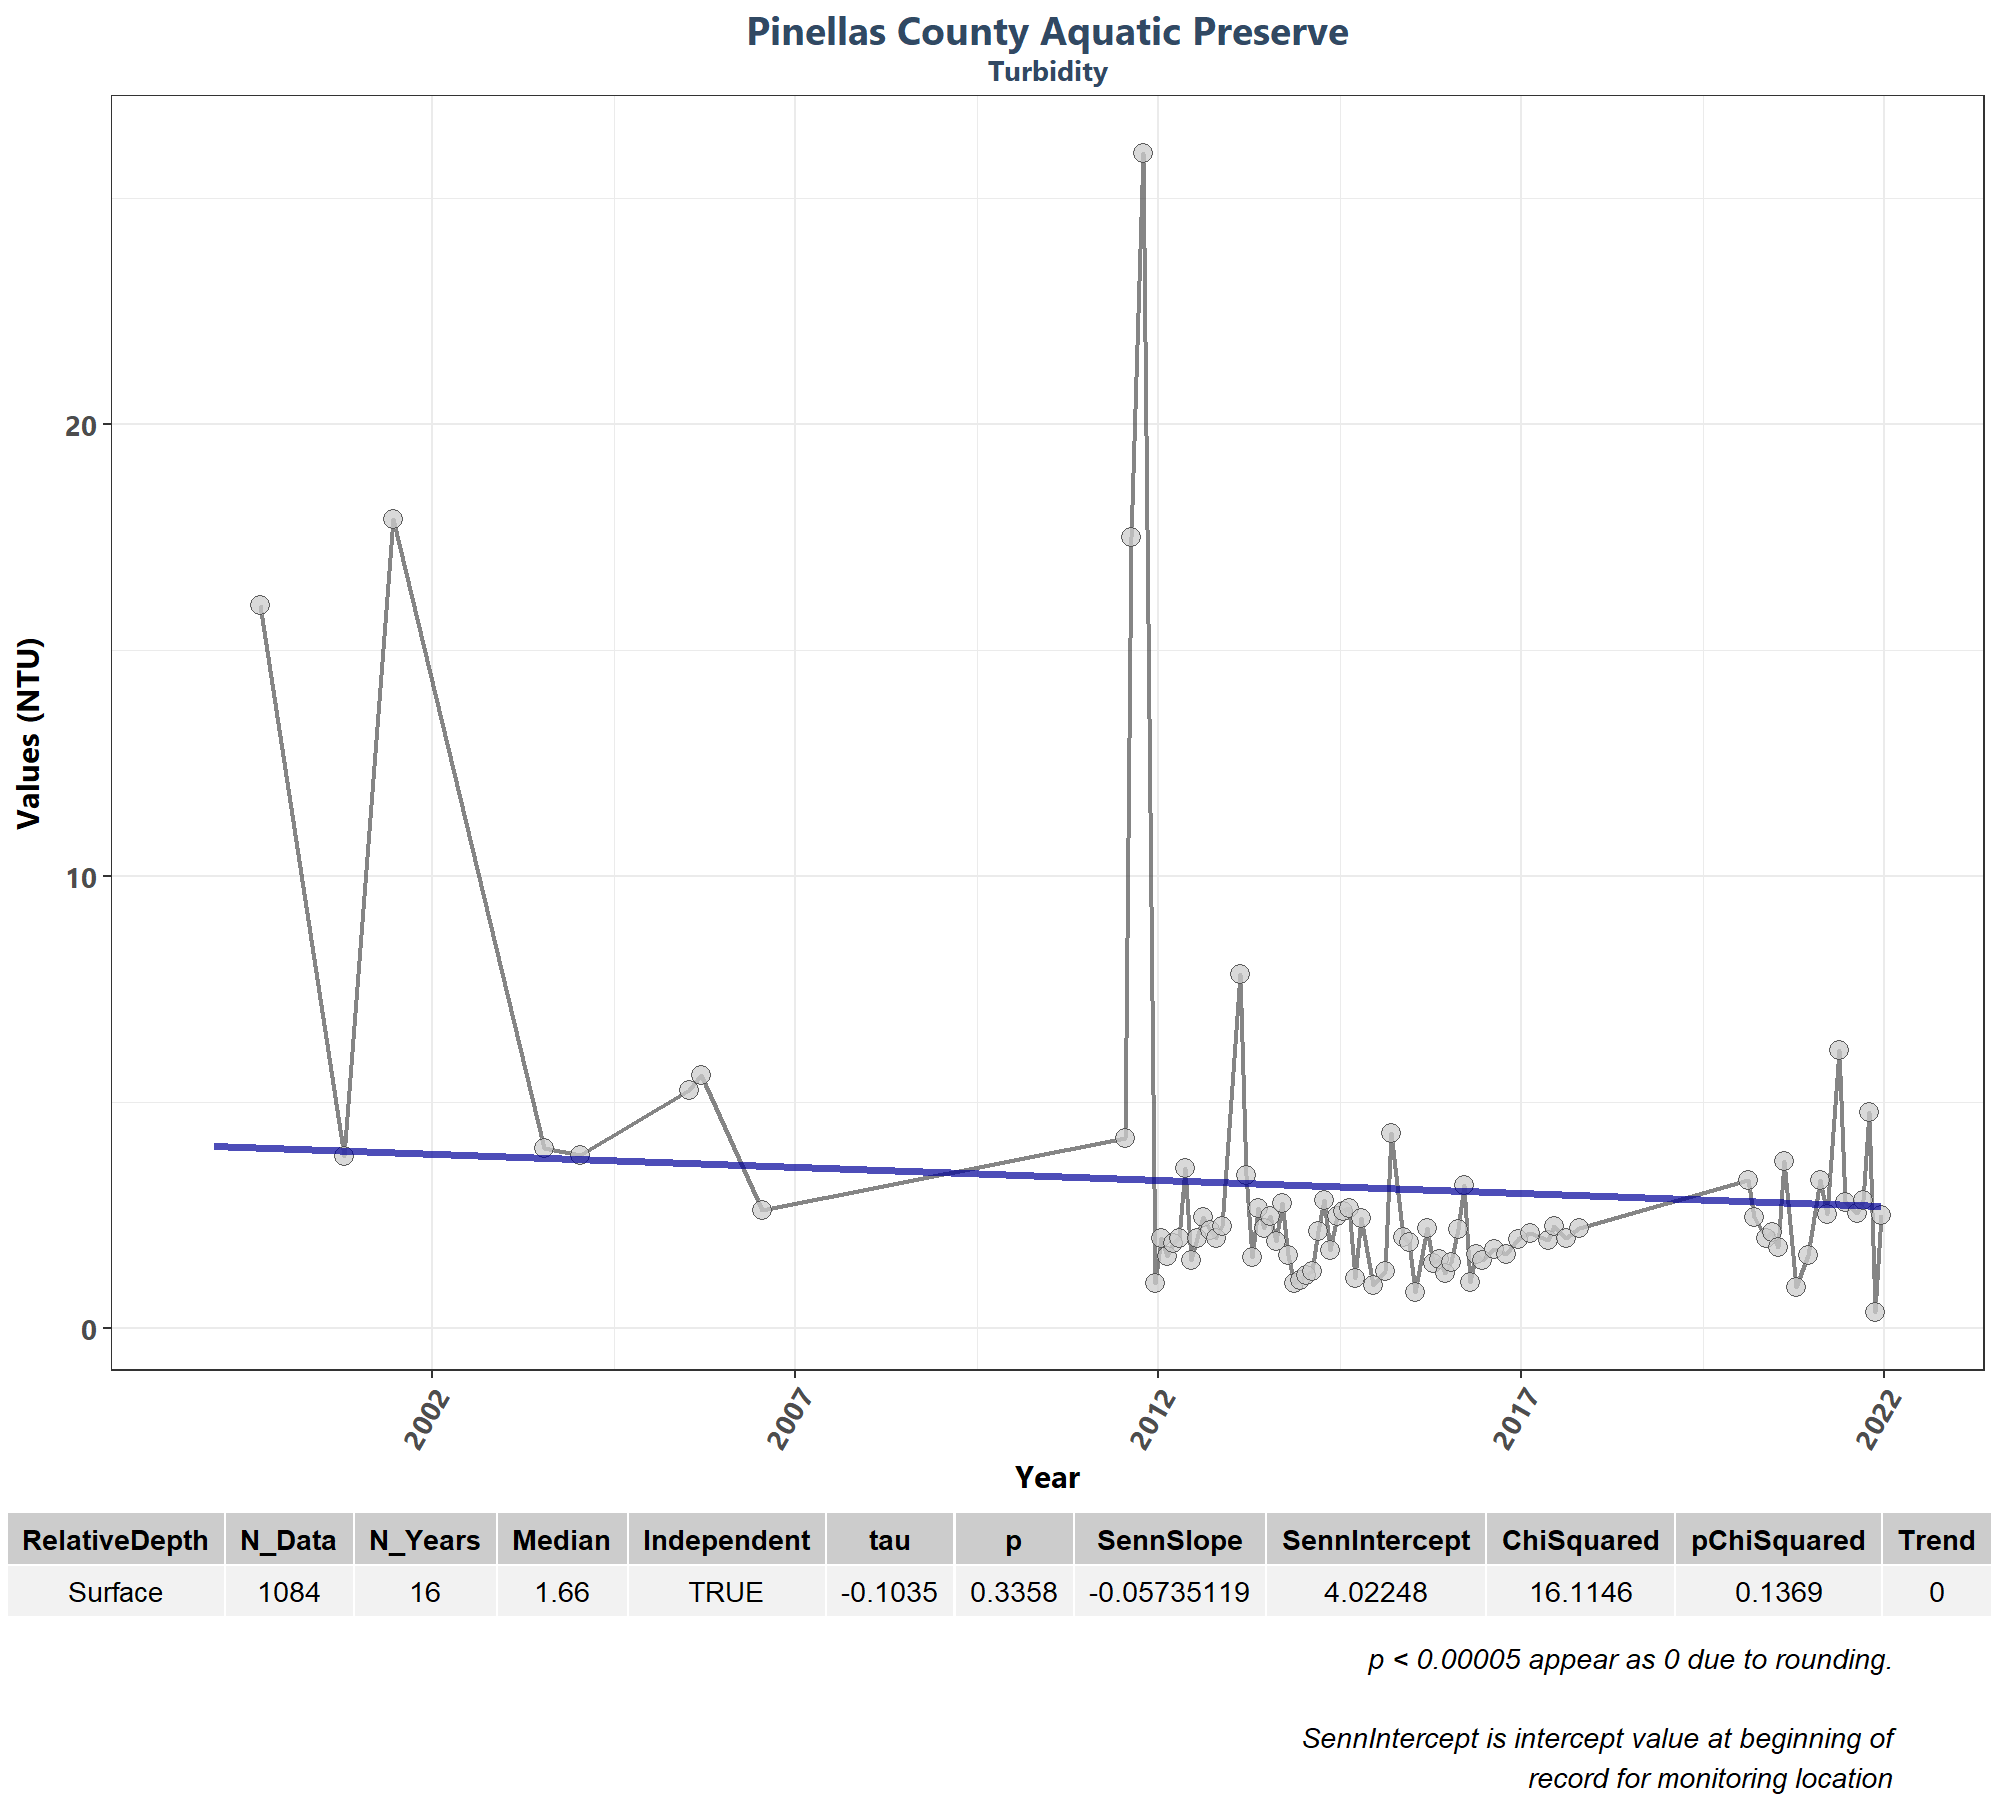 Pinellas County Aquatic Preserve
Turbidity
Values (NTU)
20
10
0
2002
2007
2012
2017
2022
Year
RelativeDepth N_Data N_Years Median Independent tau p SennSlope SennIntercept ChiSquared pChiSquared Trend
Surface 1084 16 1.66 TRUE -0.1035 0.3358 -0.05735119 4.02248 16.1146 0.1369 0
p < 0.00005 appear as 0 due to rounding.
SennIntercept is intercept value at beginning of
record for monitoring location